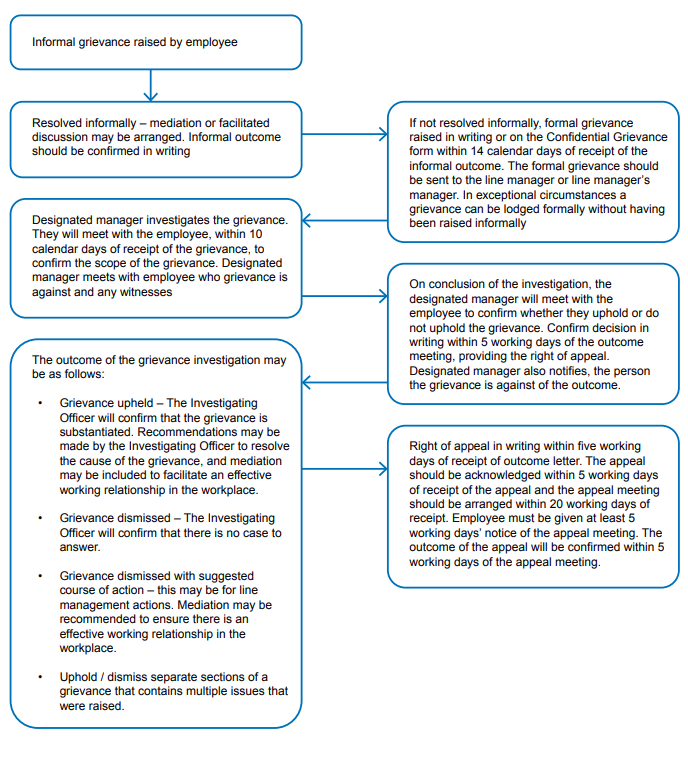 Informal grievance raised by employee
Resolved informally – mediation or facilitated
discussion may be arranged. Informal outcome
should be confirmed in writing
If not resolved informally, formal grievance
raised in writing or on the Confidential Grievance
form within 14 calendar days of receipt of the
informal outcome. The formal grievance should
be sent to the line manager or line manager's
manager. In exceptional circumstances a
grievance can be lodged formally without having
been raised informally
Designated manager investigates the grievance.
They will meet with the employee, within 10
calendar days of receipt of the grievance, to
confirm the scope of the grievance. Designated
manager meets with employee who grievance is
against and any witnesses
On conclusion of the investigation, the
designated manager will meet with the
employee to confirm whether they uphold or do
not uphold the grievance. Confirm decision in
writing within 5 working days of the outcome
meeting, providing the right of appeal.
Designated manager also notifies, the person
the grievance is against of the outcome.
The outcome of the grievance investigation may
be as follows:
• Grievance upheld – The Investigating
Officer will confirm that the grievance is
substantiated. Recommendations may be
made by the Investigating Officer to resolve
the cause of the grievance, and mediation
may be included to facilitate an effective
working relationship in the workplace.
• Grievance dismissed – The Investigating
Officer will confirm that there is no case to
answer.
• Grievance dismissed with suggested
course of action – this may be for line
management actions. Mediation may be
recommended to ensure there is an
effective working relationship in the
workplace.
• Uphold / dismiss separate sections of a
grievance that contains multiple issues that
were raised.
Right of appeal in writing within five working
days of receipt of outcome letter. The appeal
should be acknowledged within 5 working days
of receipt of the appeal and the appeal meeting
should be arranged within 20 working days of
receipt. Employee must be given at least 5
working days' notice of the appeal meeting. The
outcome of the appeal will be confirmed within 5
working days of the appeal meeting.